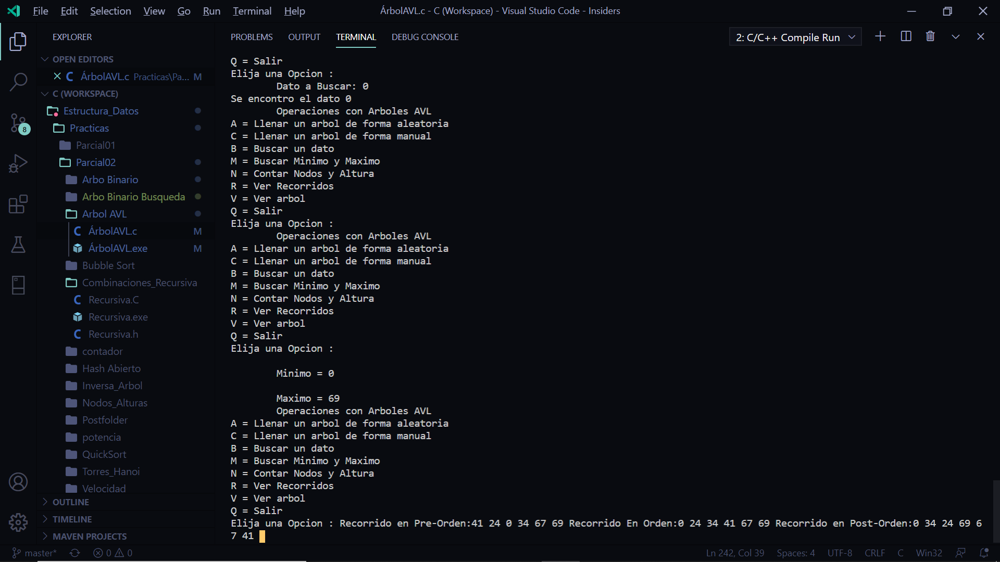 File Edit Selection View Go Run Terminal Help
ÁrbolAVL.c - C (Workspace) - Visual Studio Code - Insiders
EXPLORER
OPEN EDITORS
ÁrbolAVL.c Practicas\Pa... M
C (WORKSPACE)
Estructura_Datos
Practicas
Parcial01
Parcial02
Arbo Binario
Arbo Binario Busqueda
Arbol AVL
ÁrbolAVL.c M
ÁrbolAVL.exe M
Bubble Sort
Combinaciones_Recursiva
Recursiva.C
Recursiva.exe
Recursiva.h
contador
Hash Abierto
Inversa_Arbol
Nodos_Alturas
Postfolder
potencia
QuickSort
Torres_Hanoi
Velocidad
OUTLINE
TIMELINE
MAVEN PROJECTS
8
PROBLEMS OUTPUT TERMINAL DEBUG CONSOLE
2: C/C++ Compile Run
Q = Salir
Elija una Opcion :
Dato a Buscar: 0
Se encontro el dato 0
Operaciones con Arboles AVL
A = Llenar un arbol de forma aleatoria
C = Llenar un arbol de forma manual
B = Buscar un dato
M = Buscar Minimo y Maximo
N = Contar Nodos y Altura
R = Ver Recorridos
V = Ver arbol
Q = Salir
Elija una Opcion :
Operaciones con Arboles AVL
A = Llenar un arbol de forma aleatoria
C = Llenar un arbol de forma manual
B = Buscar un dato
M = Buscar Minimo y Maximo
N = Contar Nodos y Altura
R = Ver Recorridos
V = Ver arbol
Q = Salir
Elija una Opcion :
Minimo = 0
Maximo = 69
Operaciones con Arboles AVL
A = Llenar un arbol de forma aleatoria
C = Llenar un arbol de forma manual
B = Buscar un dato
M = Buscar Minimo y Maximo
N = Contar Nodos y Altura
R = Ver Recorridos
V = Ver arbol
Q = Salir
Elija una Opcion : Recorrido en Pre-Orden:41 24 0 34 67 69 Recorrido En Orden:0 24 34 41 67 69 Recorrido en Post-Orden:0 34 24 69 6
7 41
master* 0 0 Ln 242, Col 39 Spaces: 4 UTF-8 CRLF C Win32